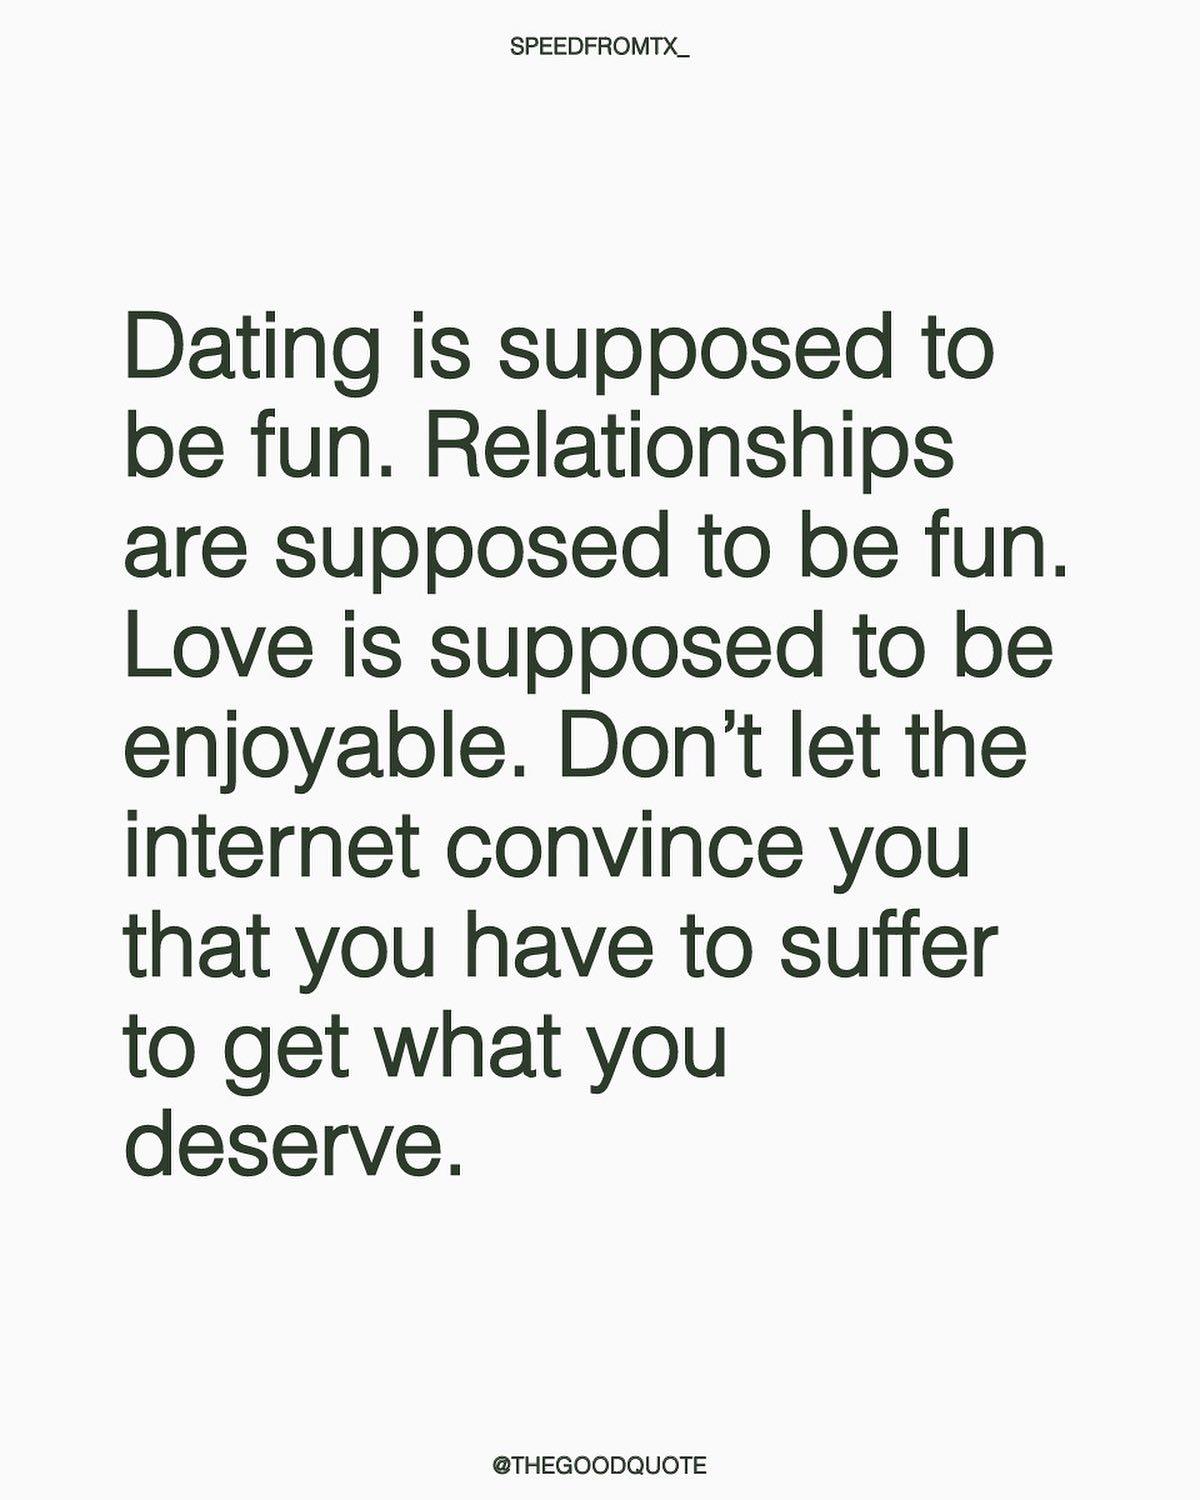 SPEEDFROMTX_
Dating is supposed to
be fun. Relationships
are supposed to be fun.
Love is supposed to be
enjoyable. Don’t let the
internet convince you
that you have to suffer
to get what you
deserve.
@THEGOODQUOTE